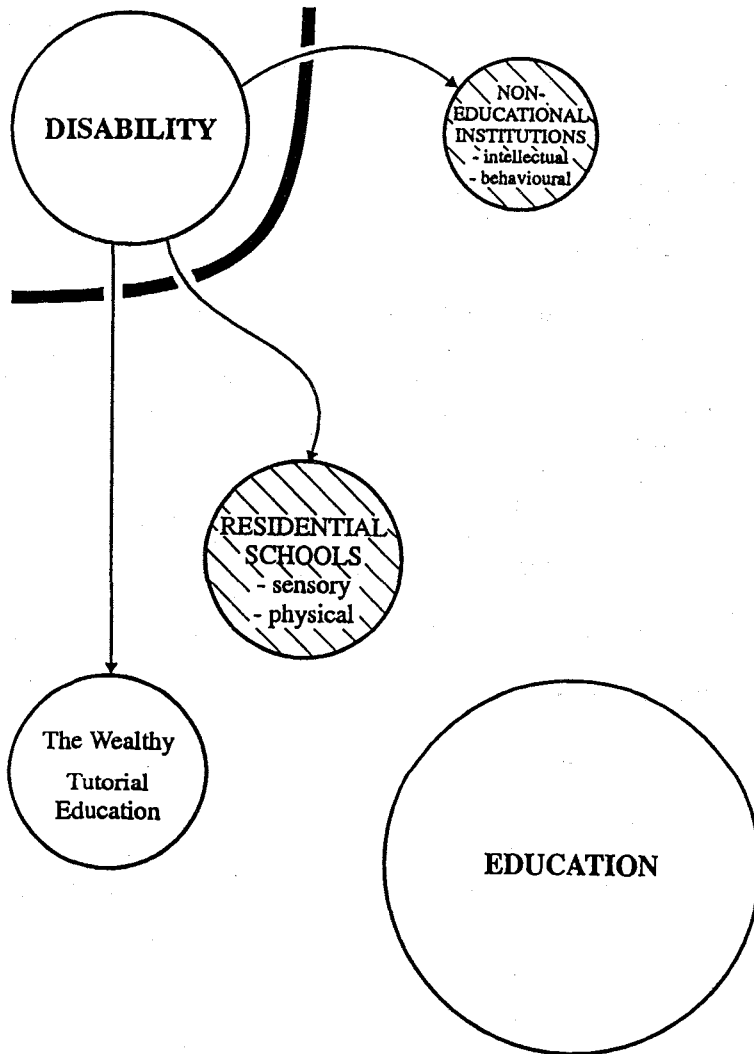 DISABILITY
NON-
EDUCATIONAL
INSTITUTIONS
- intellectual
- behavioural
RESIDENTIAL
SCHOOLS
- sensory
- physical
The Wealthy
Tutorial
Education
EDUCATION